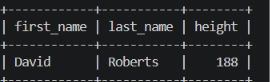 | first_name | last_name | height |
| David | Roberts | 188 |